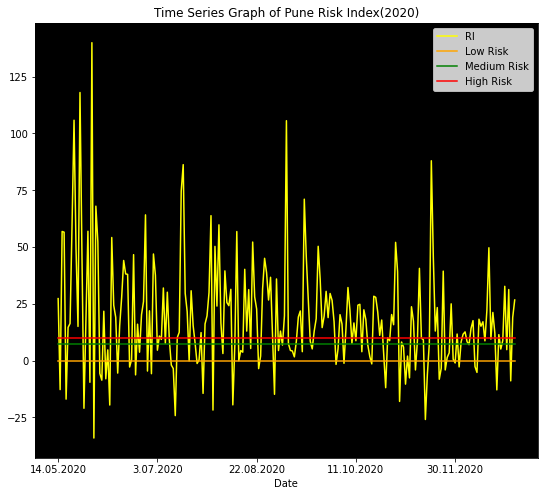 Time Series Graph of Pune Risk Index(2020)
RI
Low Risk
Medium Risk
High Risk
125
100
75
50
25
0
−25
14.05.2020 3.07.2020 22.08.2020 11.10.2020 30.11.2020
Date